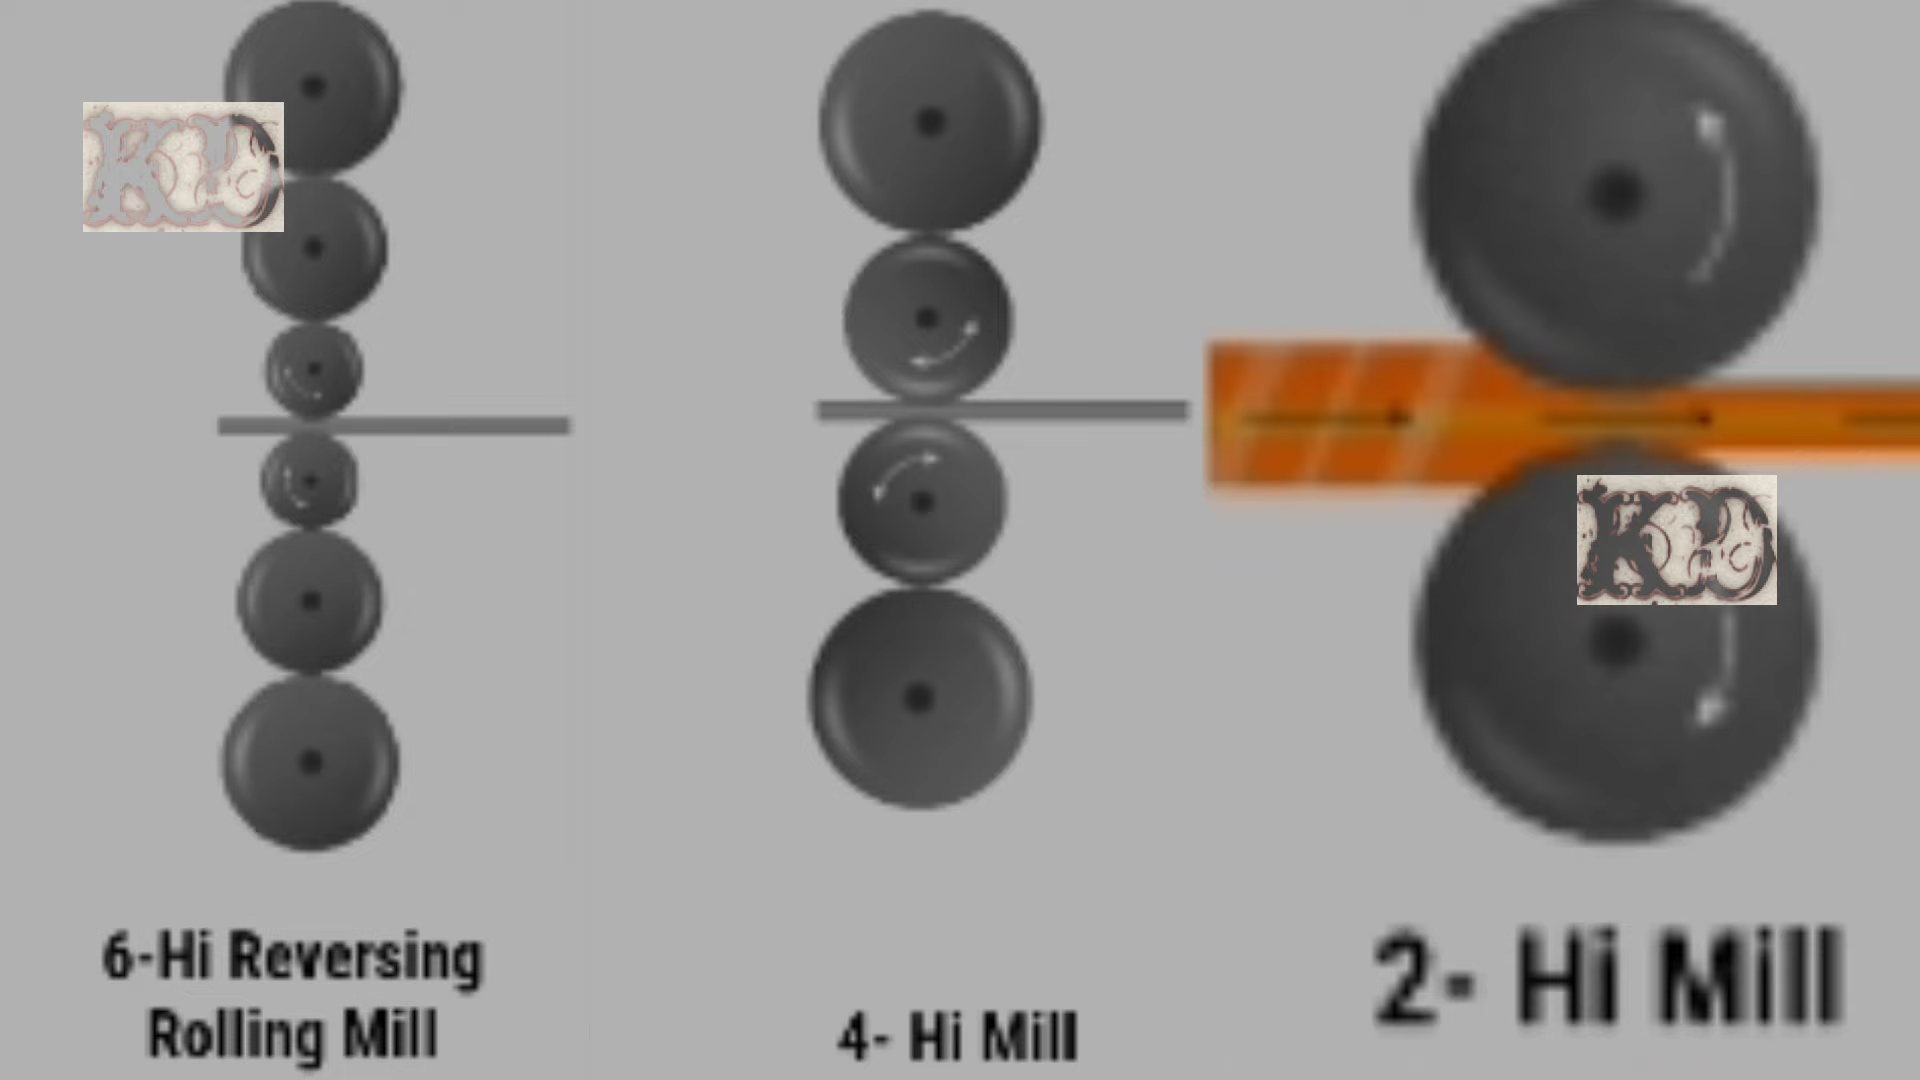 6-Hi Reversing
Rolling Mill
4- Hi Mill
2- Hi Mill